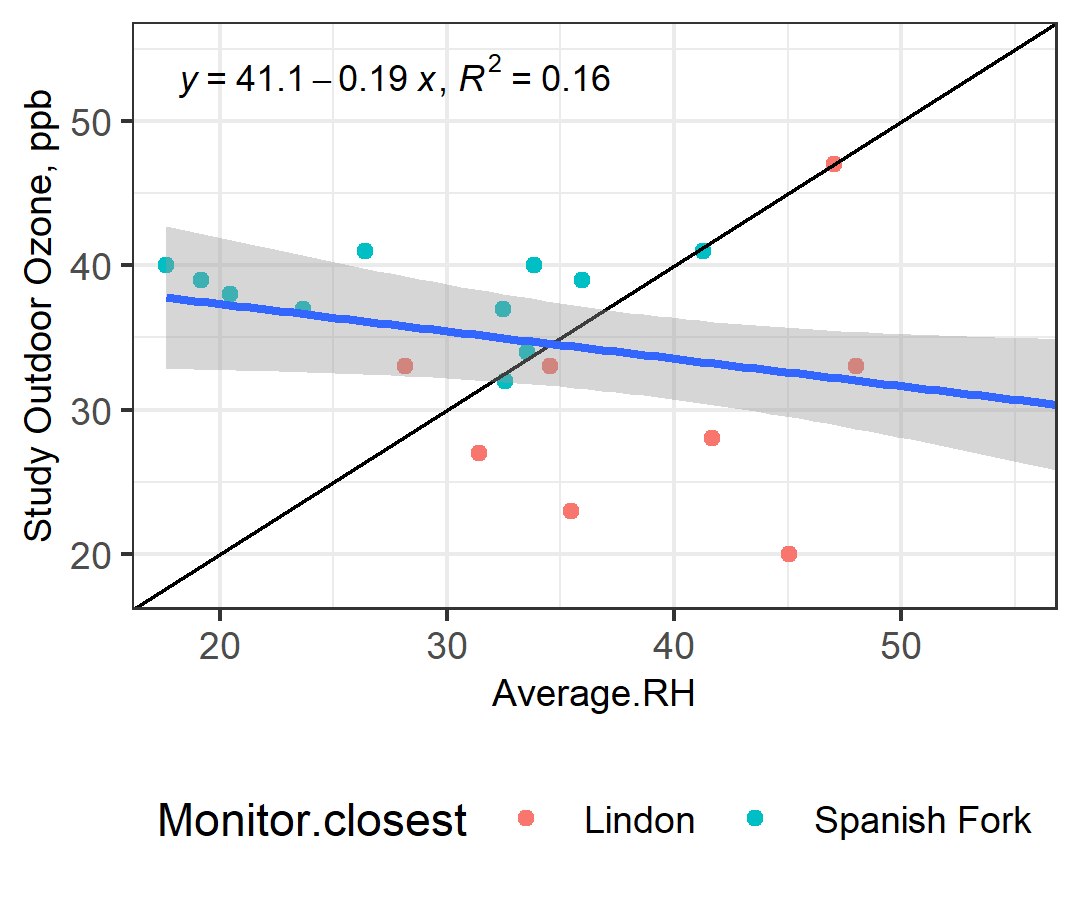 y = 41.1 – 0.19 x, R² = 0.16
Study Outdoor Ozone, ppb
50
40
30
20
20 30 40 50
Average.RH
Monitor.closest Lindon Spanish Fork